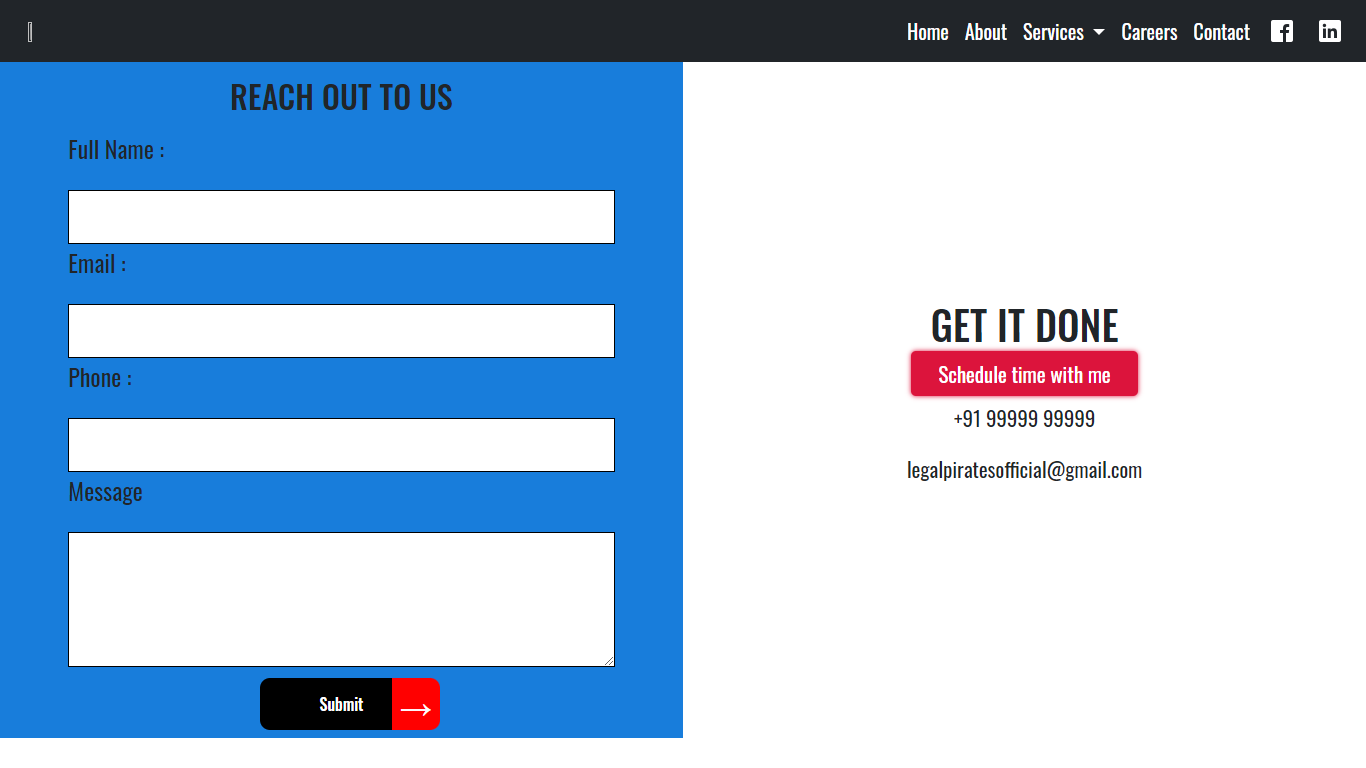 Home About Services Careers Contact
REACH OUT TO US
Full Name :
Email :
Phone :
Message
Submit →
GET IT DONE
Schedule time with me
+91 99999 99999
legalpiratesofficial@gmail.com